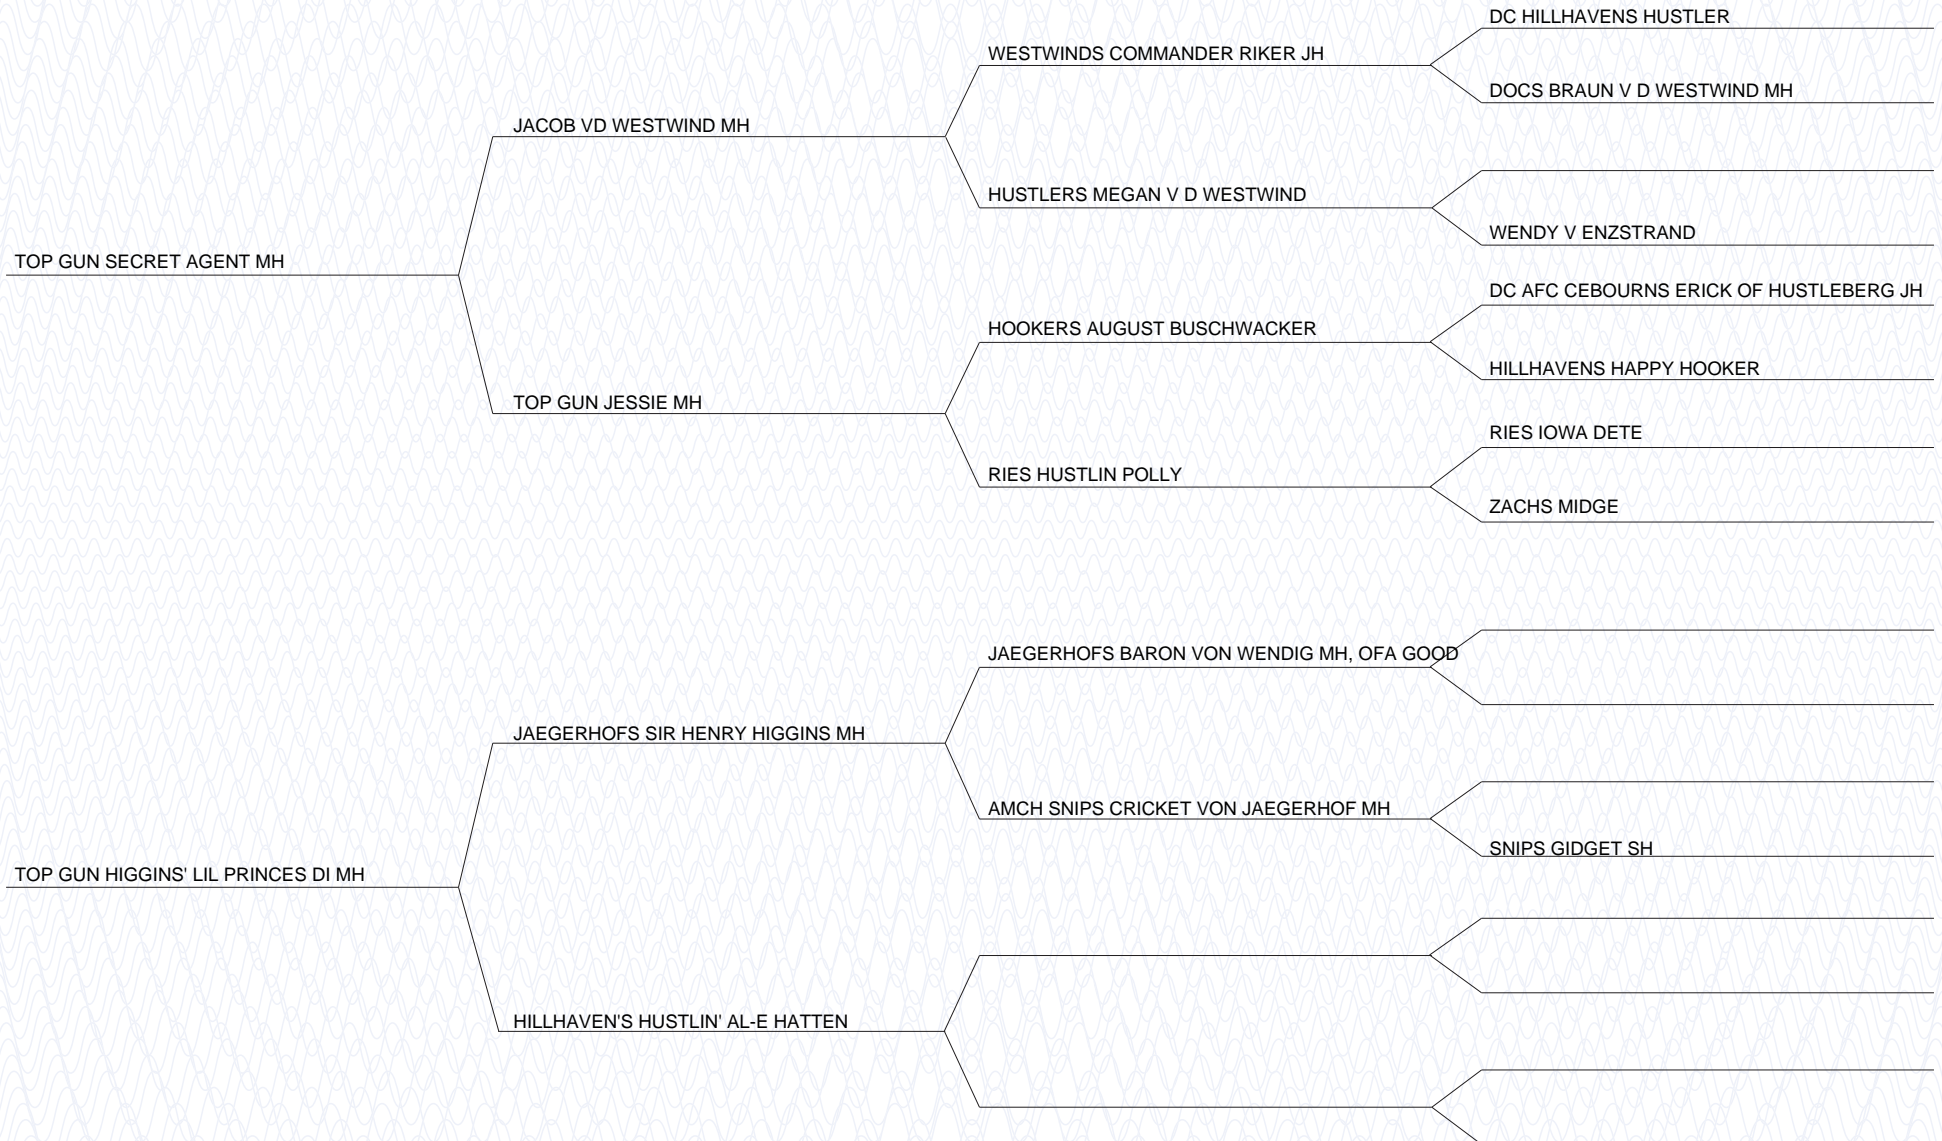 DC HILLHAVENS HUSTLER
WESTWINDS COMMANDER RIKER JH
DOCS BRAUN V D WESTWIND MH
JACOB VD WESTWIND MH
HUSTLERS MEGAN V D WESTWIND
WENDY V ENZSTRAND
TOP GUN SECRET AGENT MH
DC AFC CEBOURNS ERICK OF HUSTLEBERG JH
HOOKERS AUGUST BUSCHWACKER
HILLHAVENS HAPPY HOOKER
TOP GUN JESSIE MH
RIES IOWA DETE
RIES HUSTLIN POLLY
ZACHS MIDGE
JAEGERHOFS BARON VON WENDIG MH, OFA GOOD
JAEGERHOFS SIR HENRY HIGGINS MH
AMCH SNIPS CRICKET VON JAEGERHOF MH
SNIPS GIDGET SH
TOP GUN HIGGINS' LIL PRINCES DI MH
HILLHAVEN'S HUSTLIN' AL-E HATTEN